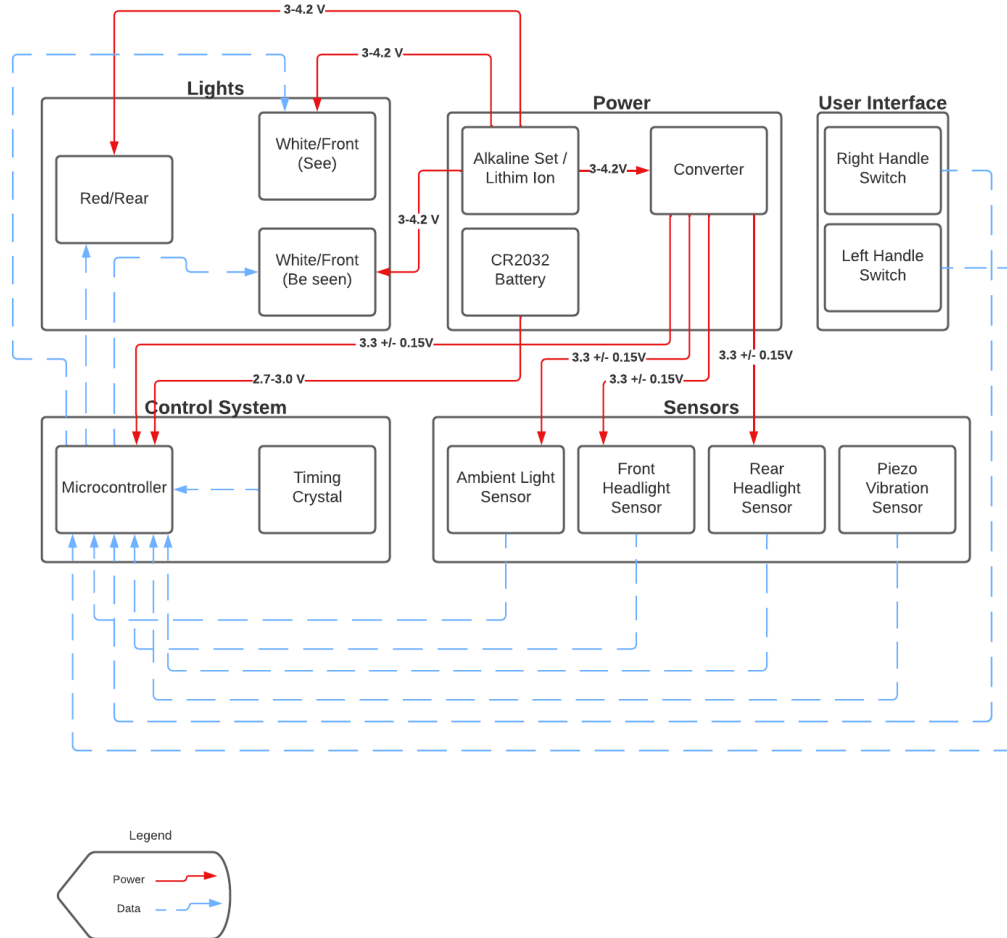 3-4.2 V
3-4.2 V
Lights
Power
User Interface
White/Front
(See)
Alkaline Set /
Lithim Ion
3-4.2V
Converter
Right Handle
Switch
Red/Rear
3-4.2 V
White/Front
(Be seen)
CR2032
Battery
Left Handle
Switch
3.3 +/- 0.15V
3.3 +/- 0.15V
3.3 +/- 0.15V
2.7-3.0 V
3.3 +/- 0.15V
Control System
Sensors
Microcontroller
Timing
Crystal
Ambient Light
Sensor
Front
Headlight
Sensor
Rear
Headlight
Sensor
Piezo
Vibration
Sensor
Legend
Power
Data